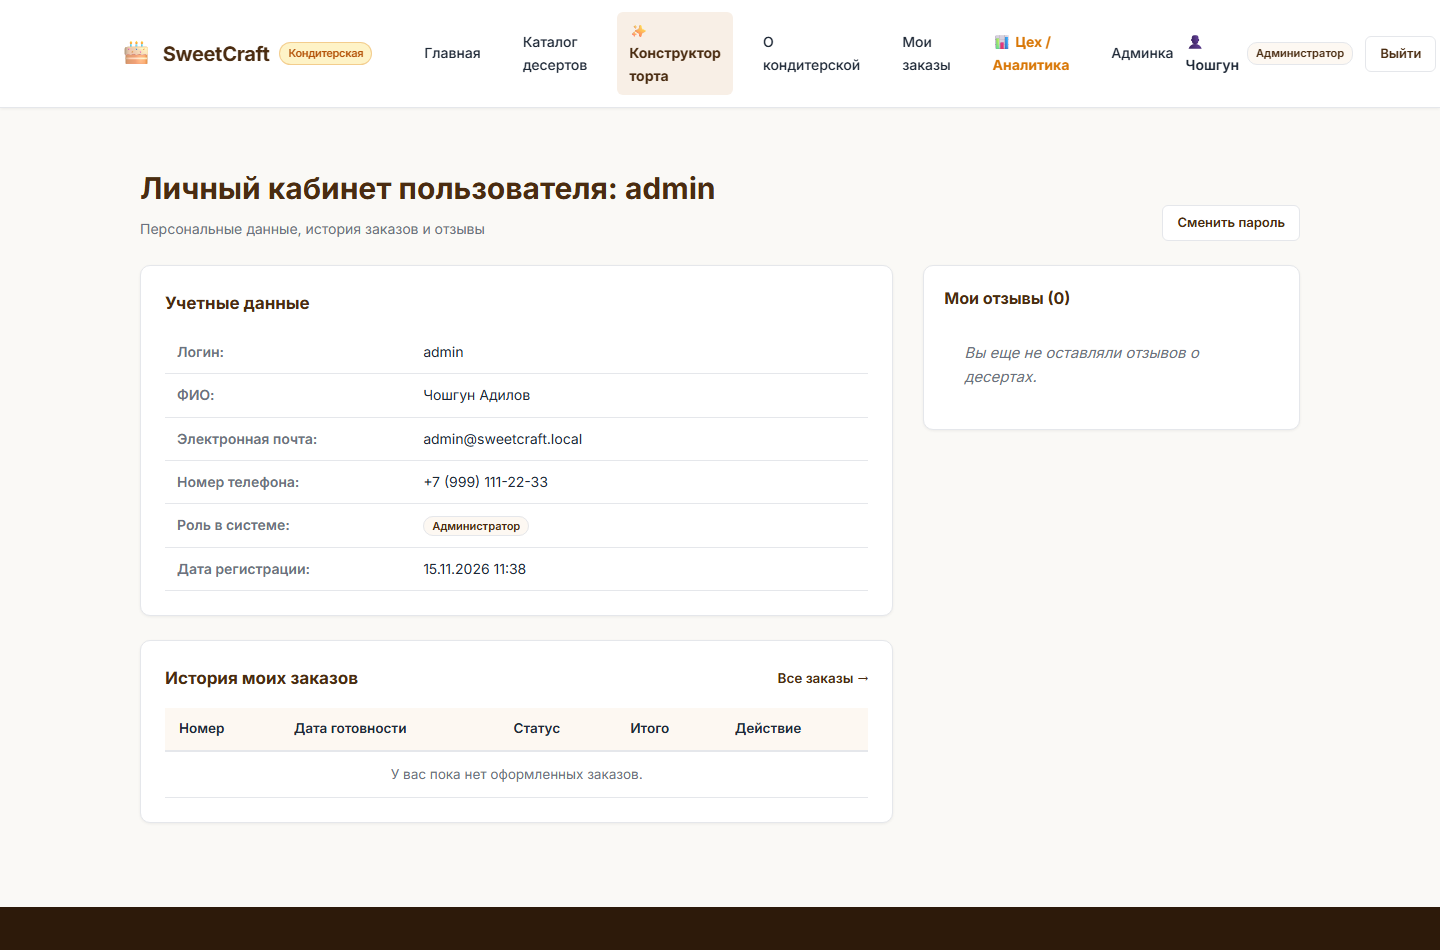 SweetCraft Кондитерская
Главная
Каталог
десертов
Конструктор
торта
О
кондитерской
Мои
заказы
Цех /
Аналитика
Админка
Чошгун
Администратор
Выйти
Личный кабинет пользователя: admin
Персональные данные, история заказов и отзывы
Сменить пароль
Учетные данные
Логин: admin
ФИО: Чошгун Адилов
Электронная почта: admin@sweetcraft.local
Номер телефона: +7 (999) 111-22-33
Роль в системе: Администратор
Дата регистрации: 15.11.2026 11:38
Мои отзывы (0)
Вы еще не оставляли отзывов о
десертах.
История моих заказов
Все заказы →
Номер Дата готовности Статус Итого Действие
У вас пока нет оформленных заказов.